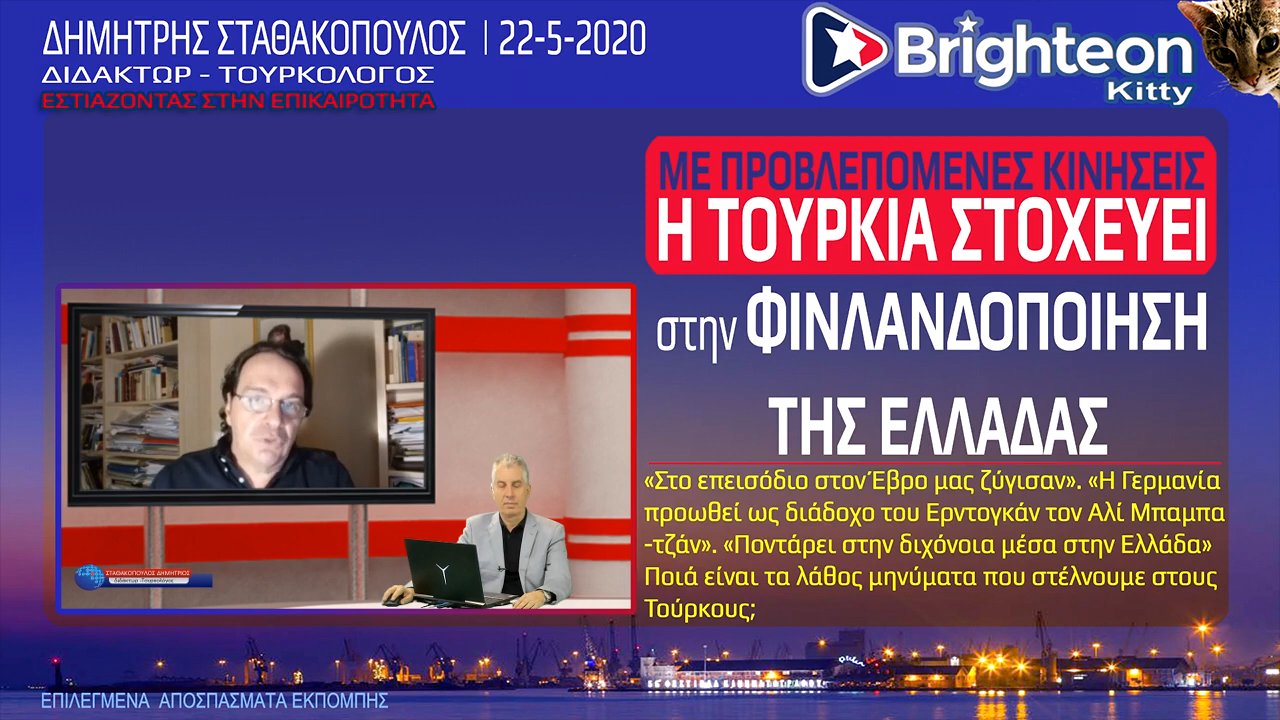 ΔΗΜΗΤΡΗΣ ΣΤΑΘΑΚΟΠΟΥΛΟΣ | 22-5-2020
ΔΙΔΑΚΤΩΡ - ΤΟΥΡΚΟΛΟΓΟΣ
ΕΣΤΙΑΖΟΝΤΑΣ ΣΤΗΝ ΕΠΙΚΑΙΡΟΤΗΤΑ
Brighteon
Kitty
ΜΕ ΠΡΟΒΛΕΠΟΜΕΝΕΣ ΚΙΝΗΣΕΙΣ
Η ΤΟΥΡΚΙΑ ΣΤΟΧΕΥΕΙ
στην ΦΙΝΛΑΝΔΟΠΟΙΗΣΗ
ΤΗΣ ΕΛΛΑΔΑΣ
«Στο επεισόδιο στον Έβρο μας ζύγισαν». «Η Γερμανία
προωθεί ως διάδοχο του Ερντογκάν τον Αλί Μπαμπα
-τζάν». «Ποντάρει στην διχόνοια μέσα στην Ελλάδα»
Ποιά είναι τα λάθος μηνύματα που στέλνουμε στους
Τούρκους;
ΣΤΑΘΑΚΟΠΟΥΛΟΣ ΔΗΜΗΤΡΙΟΣ
διδάκτωρ -Τουρκολόγος
ΕΠΙΛΕΓΜΕΝΑ ΑΠΟΣΠΑΣΜΑΤΑ ΕΚΠΟΜΠΗΣ